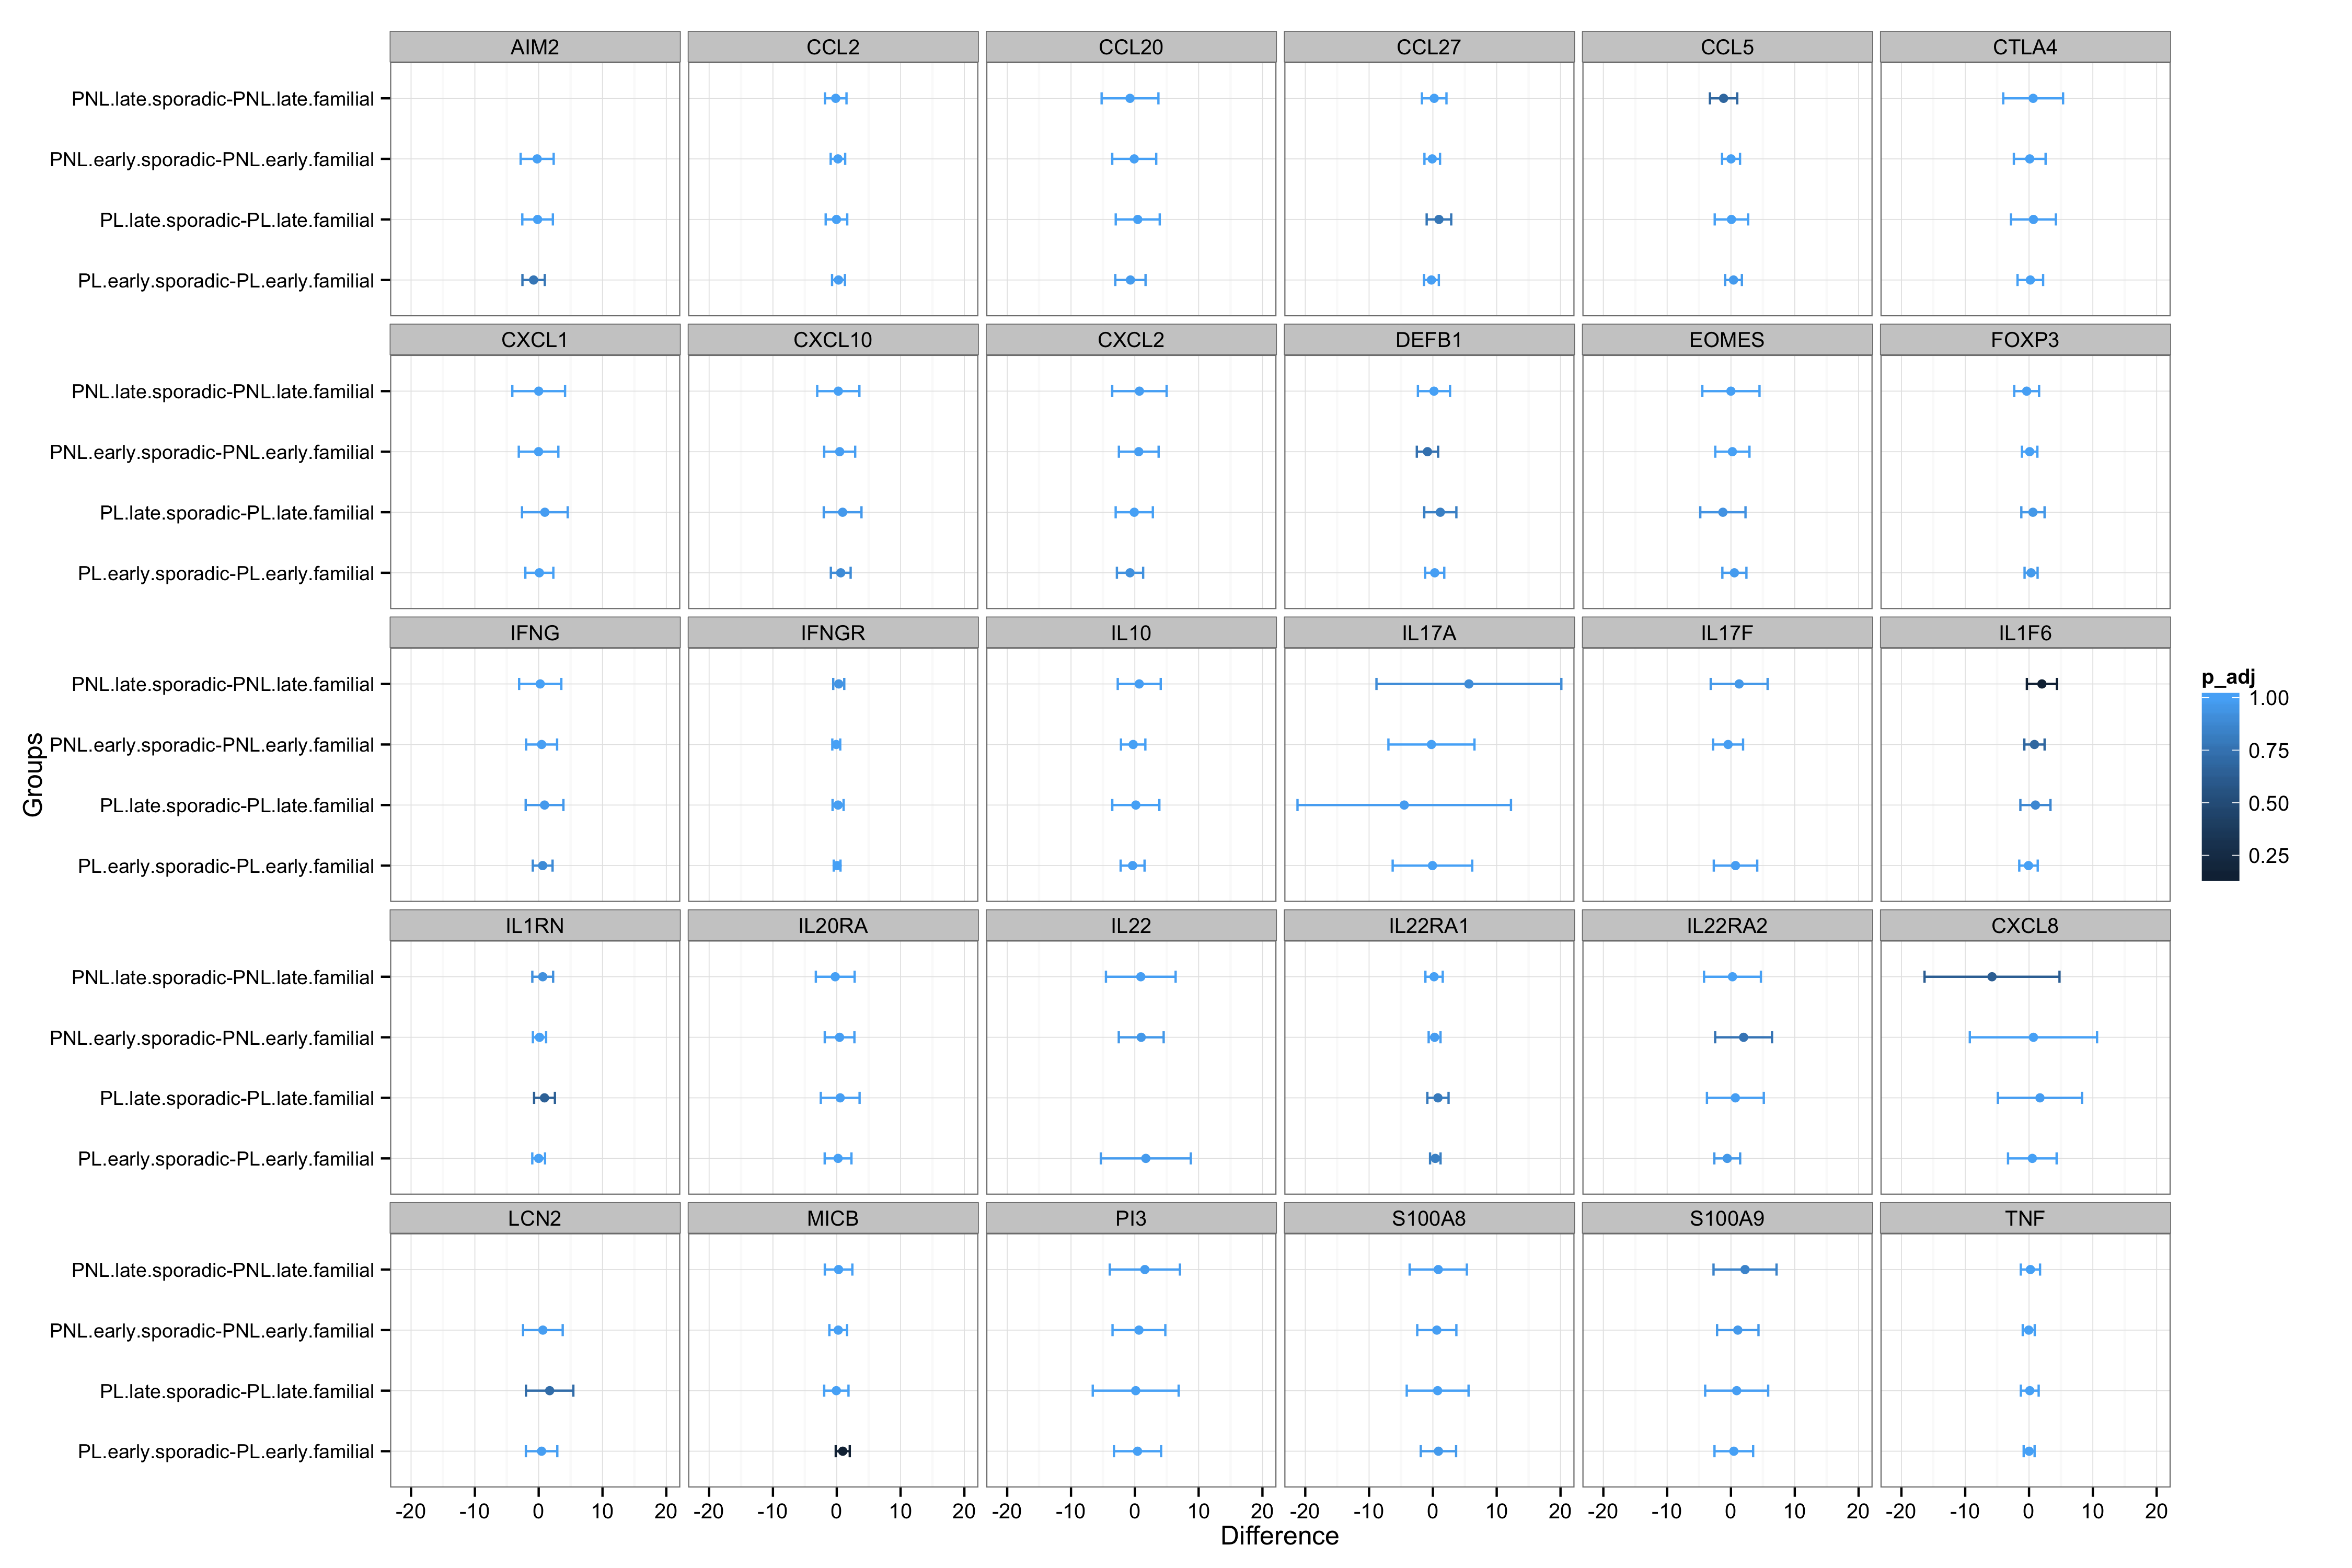 AIM2 CCL2 CCL20 CCL27 CCL5 CTLA4
PNL.late.sporadic-PNL.late.familial
PNL.early.sporadic-PNL.early.familial
PL.late.sporadic-PL.late.familial
PL.early.sporadic-PL.early.familial
CXCL1 CXCL10 CXCL2 DEFB1 EOMES FOXP3
PNL.late.sporadic-PNL.late.familial
PNL.early.sporadic-PNL.early.familial
PL.late.sporadic-PL.late.familial
PL.early.sporadic-PL.early.familial
IFNG IFNGR IL10 IL17A IL17F IL1F6
PNL.late.sporadic-PNL.late.familial
PNL.early.sporadic-PNL.early.familial
PL.late.sporadic-PL.late.familial
PL.early.sporadic-PL.early.familial
Groups
p_adj
1.00
0.75
0.50
0.25
IL1RN IL20RA IL22 IL22RA1 IL22RA2 CXCL8
PNL.late.sporadic-PNL.late.familial
PNL.early.sporadic-PNL.early.familial
PL.late.sporadic-PL.late.familial
PL.early.sporadic-PL.early.familial
LCN2 MICB PI3 S100A8 S100A9 TNF
PNL.late.sporadic-PNL.late.familial
PNL.early.sporadic-PNL.early.familial
PL.late.sporadic-PL.late.familial
PL.early.sporadic-PL.early.familial
-20 -10 0 10 20 -20 -10 0 10 20 -20 -10 0 10 20 -20 -10 0 10 20 -20 -10 0 10 20 -20 -10 0 10 20
Difference